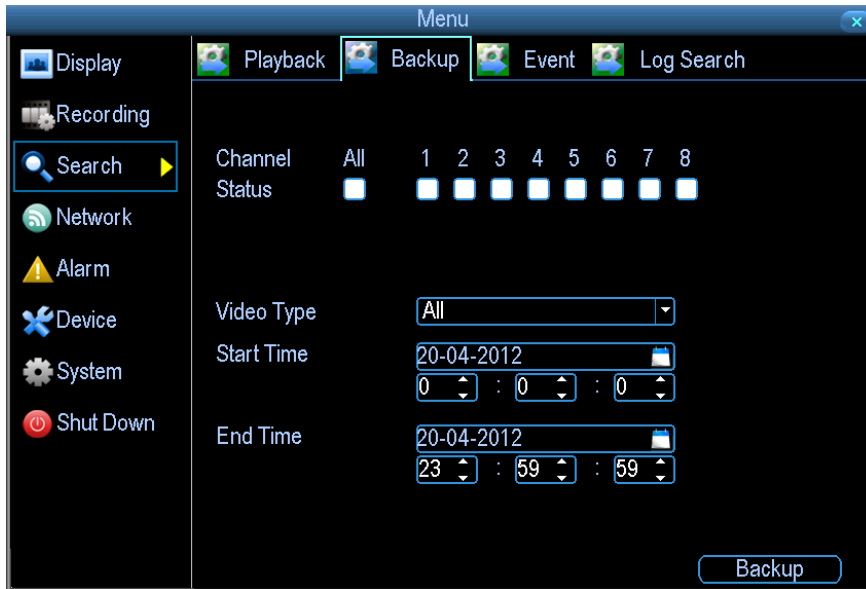 Menu
Display
Recording
Search
Network
Alarm
Device
System
Shut Down
Playback Backup Event Log Search
Channel All 1 2 3 4 5 6 7 8
Status
Video Type All
Start Time 20-04-2012
0 : 0 : 0
End Time 20-04-2012
23 : 59 : 59
Backup